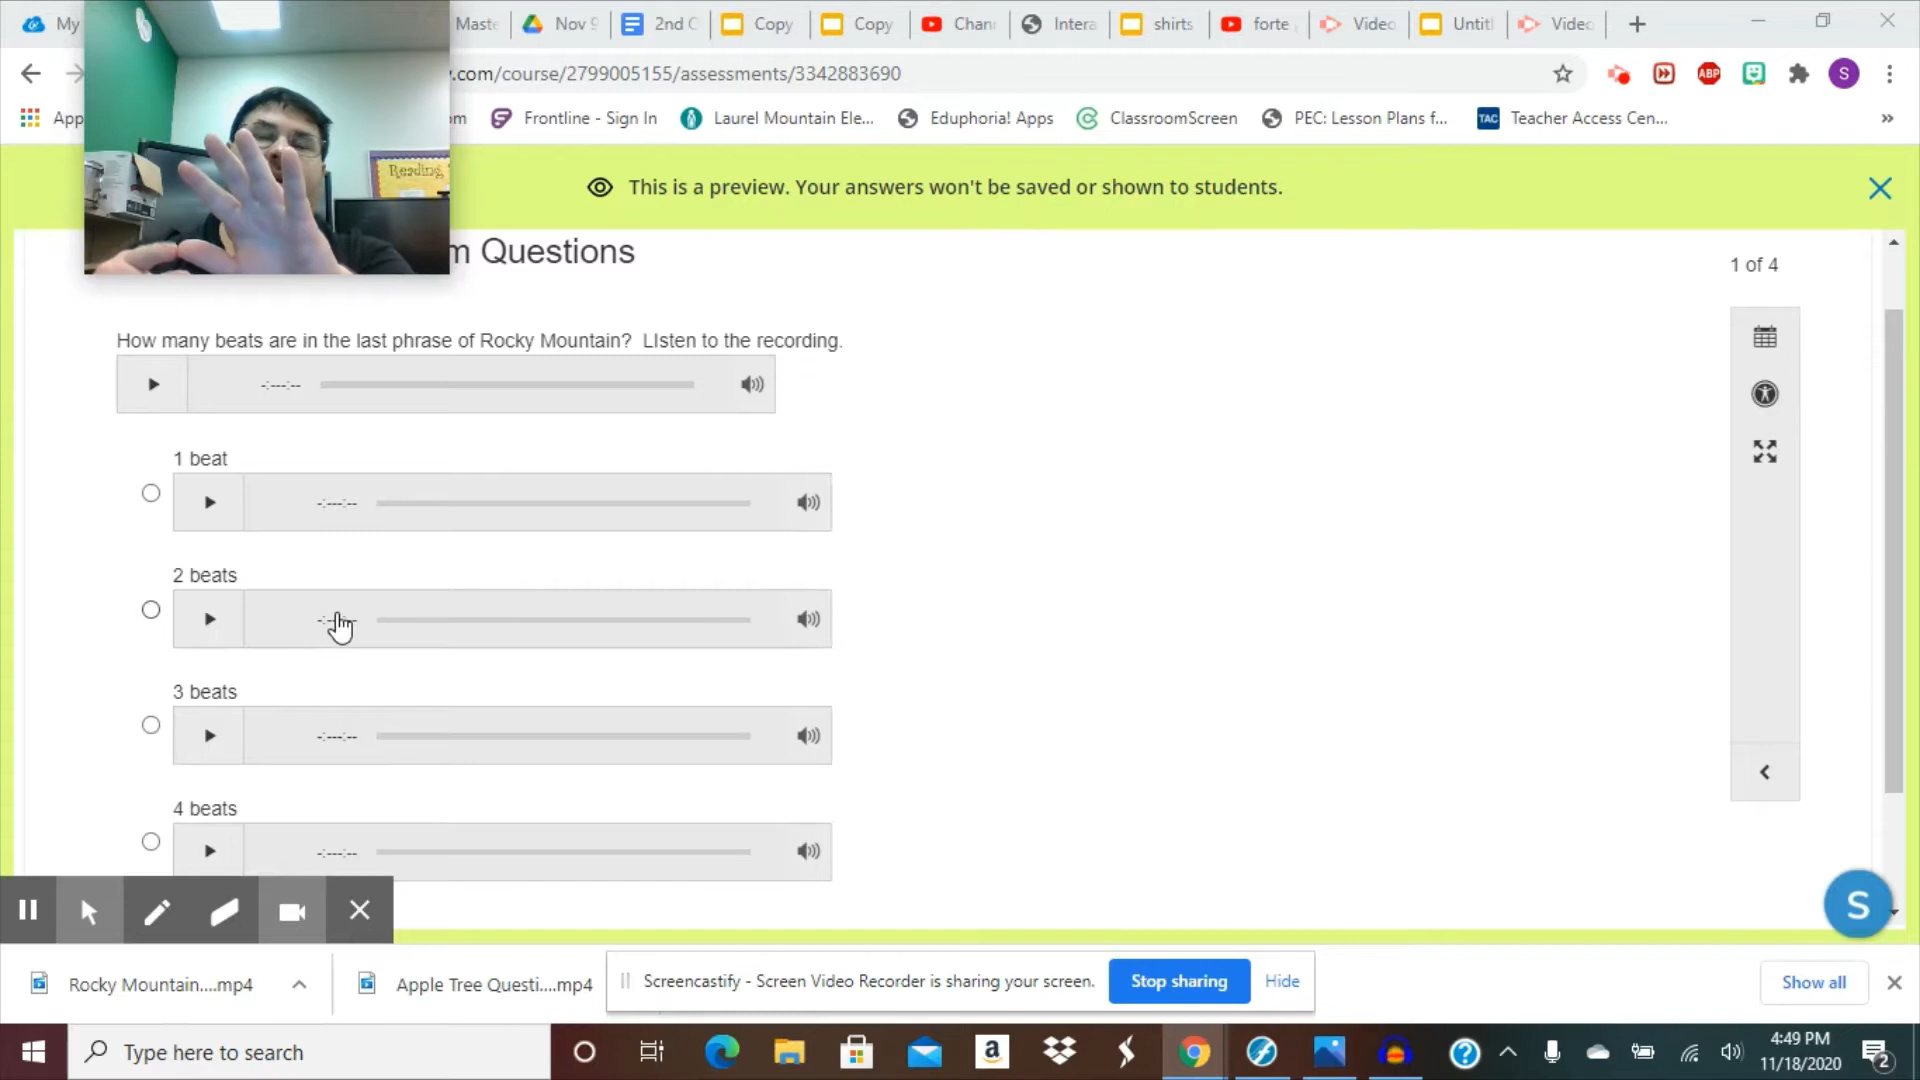 My
Maste
Nov 9
2nd C
Copy
Copy
Chan
Intera
shirts
forte
Video
Untitl
Video
.com/course/2799005155/assessments/3342883690
ABP
S
App
om
Frontline - Sign In
Laurel Mountain Ele...
Eduphoria! Apps
ClassroomScreen
PEC: Lesson Plans f...
TAC
Teacher Access Cen...
»
Reading
This is a preview. Your answers won't be saved or shown to students.
m Questions
1 of 4
How many beats are in the last phrase of Rocky Mountain? LIsten to the recording.
-:---:--
1 beat
-:---:--
2 beats
3 beats
-:---:--
4 beats
-:---:--
S
Rocky Mountain....mp4
Apple Tree Questi....mp4
Screencastify - Screen Video Recorder is sharing your screen.
Stop sharing
Hide
Show all
Type here to search
4:49 PM
11/18/2020
2